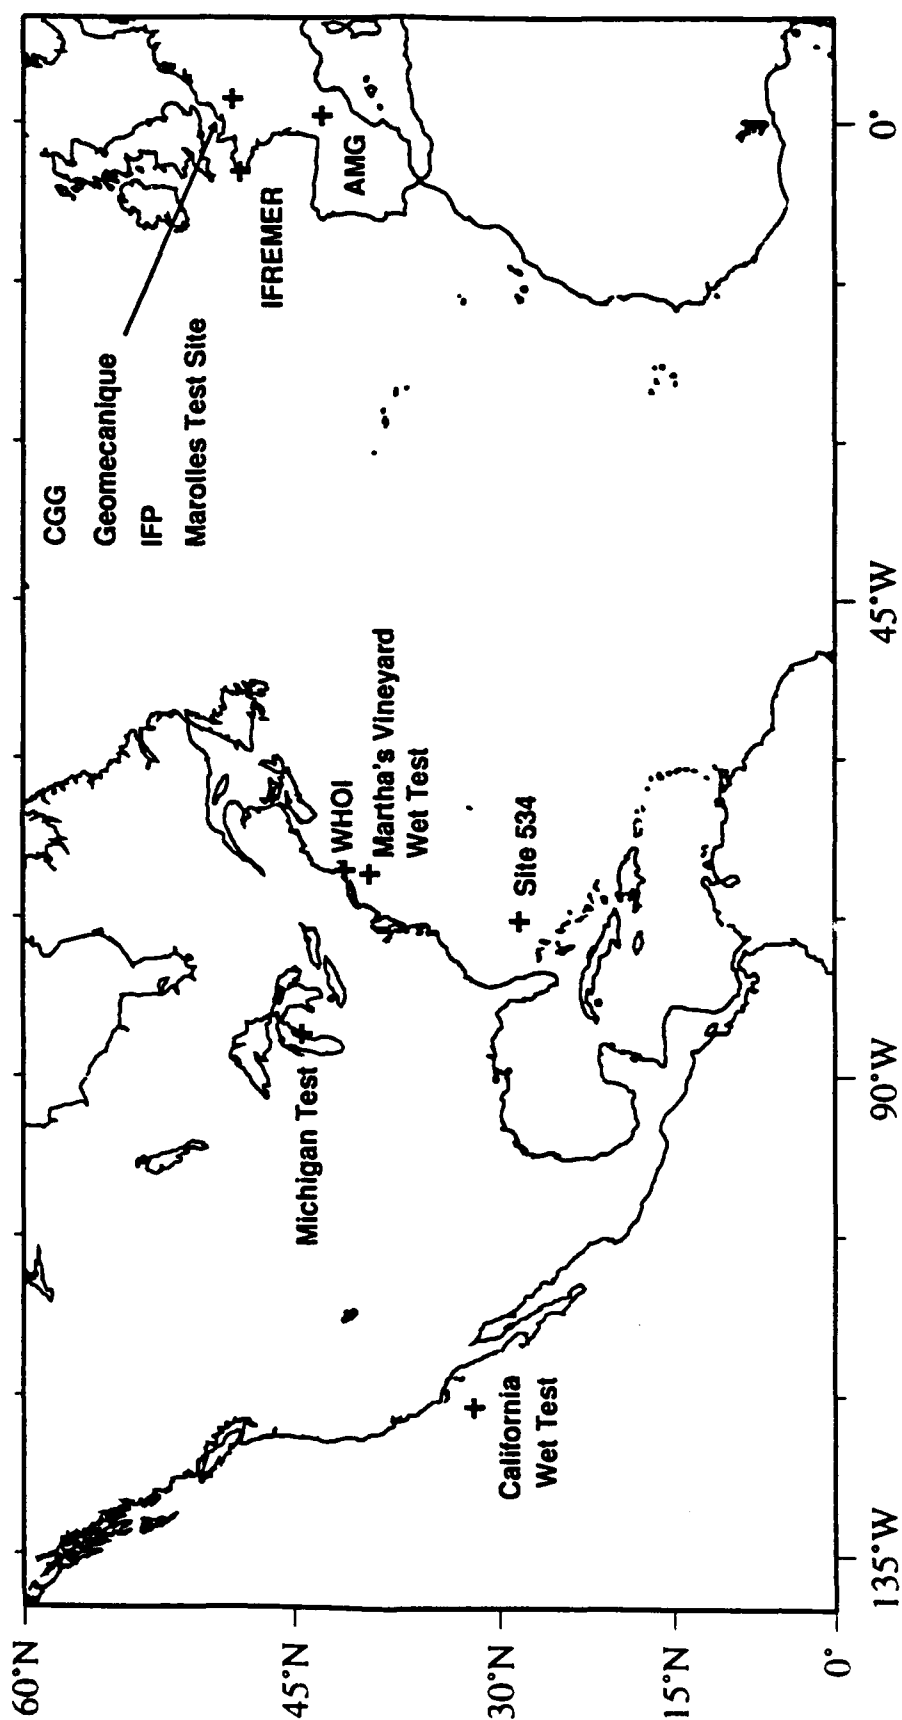 CGG
Geomecanique
IFP
Marolles Test Site
IFREMER
AMG
WHOI
Martha's Vineyard
Wet Test
Site 534
Michigan Test
California
Wet Test
60°N
45°N
30°N
15°N
0°
135°W
90°W
45°W
0°